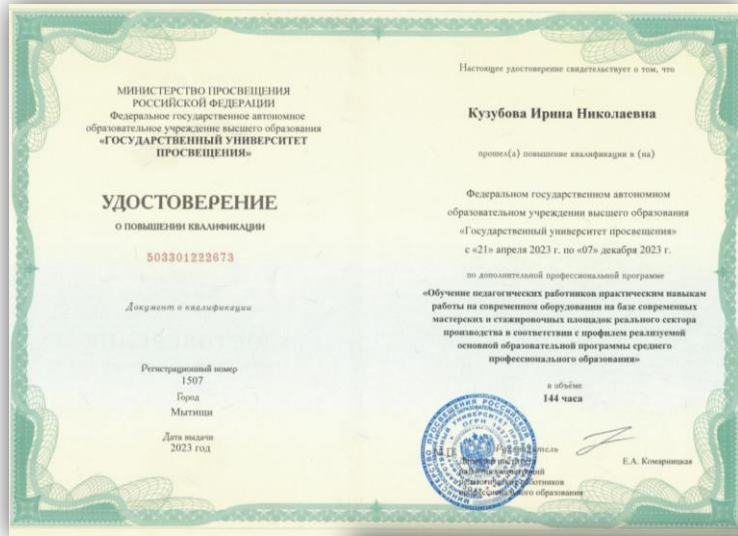 МИНИСТЕРСТВО ПРОСВЕЩЕНИЯ
РОССИЙСКОЙ ФЕДЕРАЦИИ
Федеральное государственное автономное
образовательное учреждение высшего образования
«ГОСУДАРСТВЕННЫЙ УНИВЕРСИТЕТ
ПРОСВЕЩЕНИЯ»
УДОСТОВЕРЕНИЕ
О ПОВЫШЕНИИ КВАЛИФИКАЦИИ
503301222673
Документ о квалификации
Регистрационный номер
1507
Город
Мытищи
Дата выдачи
2023 год
Настоящее удостоверение свидетельствует о том, что
Кузубова Ирина Николаевна
прошел(а) повышение квалификации в (на)
Федеральном государственном автономном
образовательном учреждении высшего образования
«Государственный университет просвещения»
с «21» апреля 2023 г. по «07» декабря 2023 г.
по дополнительной профессиональной программе
«Обучение педагогических работников практическим навыкам
работы на современном оборудовании на базе современных
мастерских и стажировочных площадок реального сектора
производства в соответствии с профилем реализуемой
основной образовательной программы среднего
профессионального образования»
в объёме
144 часа
Руководитель
Е.А. Комарницкая
работников
образования